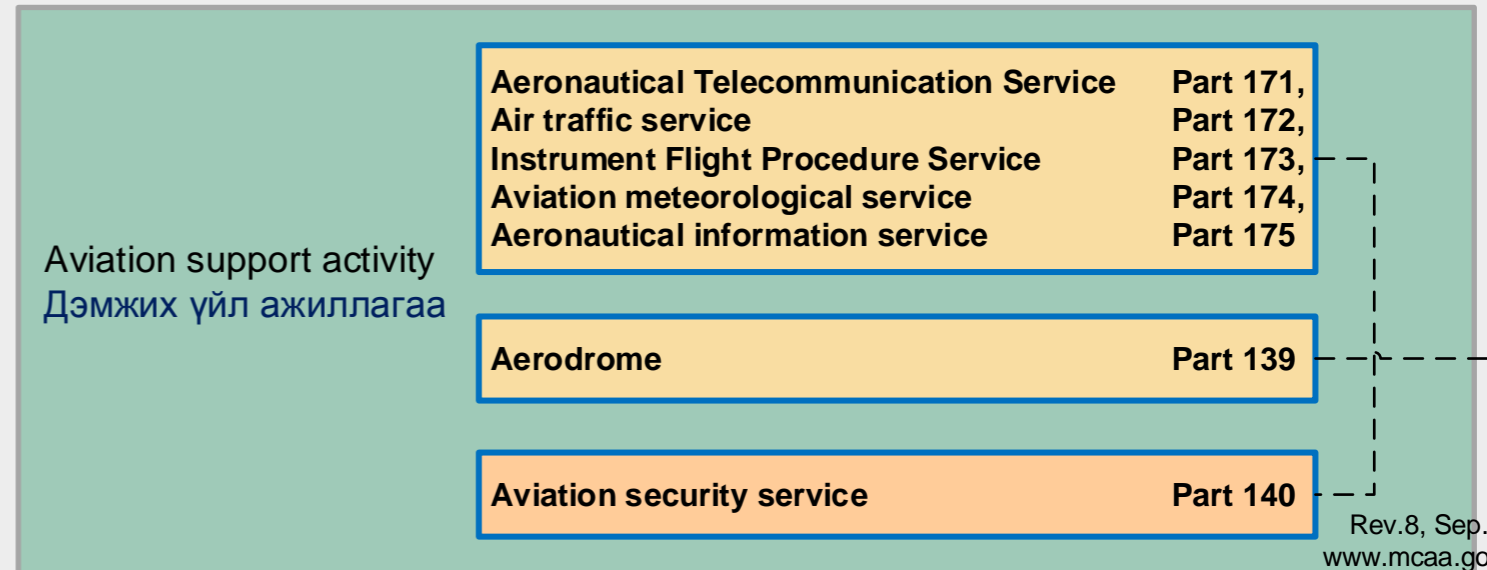 Aeronautical Telecommunication Service Part 171,
Air traffic service Part 172,
Instrument Flight Procedure Service Part 173,
Aviation meteorological service Part 174,
Aeronautical information service Part 175
Aviation support activity
Дэмжих үйл ажиллагаа
Aerodrome Part 139
Aviation security service Part 140
Rev.8, Sep.
www.mcaa.go